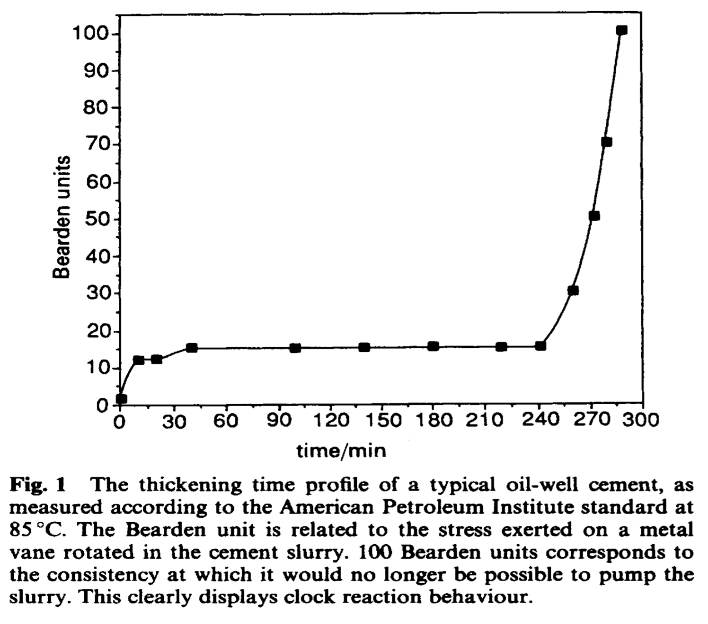 100
90
80
70
60
50
40
30
20
10
0
Bearden units
0 30 60 90 120 150 180 210 240 270 300
time/min
Fig. 1 The thickening time profile of a typical oil-well cement, as
measured according to the American Petroleum Institute standard at
85 °C. The Bearden unit is related to the stress exerted on a metal
vane rotated in the cement slurry. 100 Bearden units corresponds to
the consistency at which it would no longer be possible to pump the
slurry. This clearly displays clock reaction behaviour.